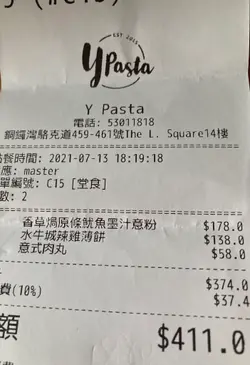 EST 2015
Y Pasta
Y Pasta
電話: 53011818
銅鑼灣駱克道459-461號The L. Square14樓
時間: 2021-07-13 18:19:18
應: master
單編號: C15 [堂食]
數: 2
香草焗原條魷魚墨汁意粉 $178.0
水牛城辣雞薄餅 $138.0
意式肉丸 $58.0
$374.0
費(10%) $37.4
額 $411.0